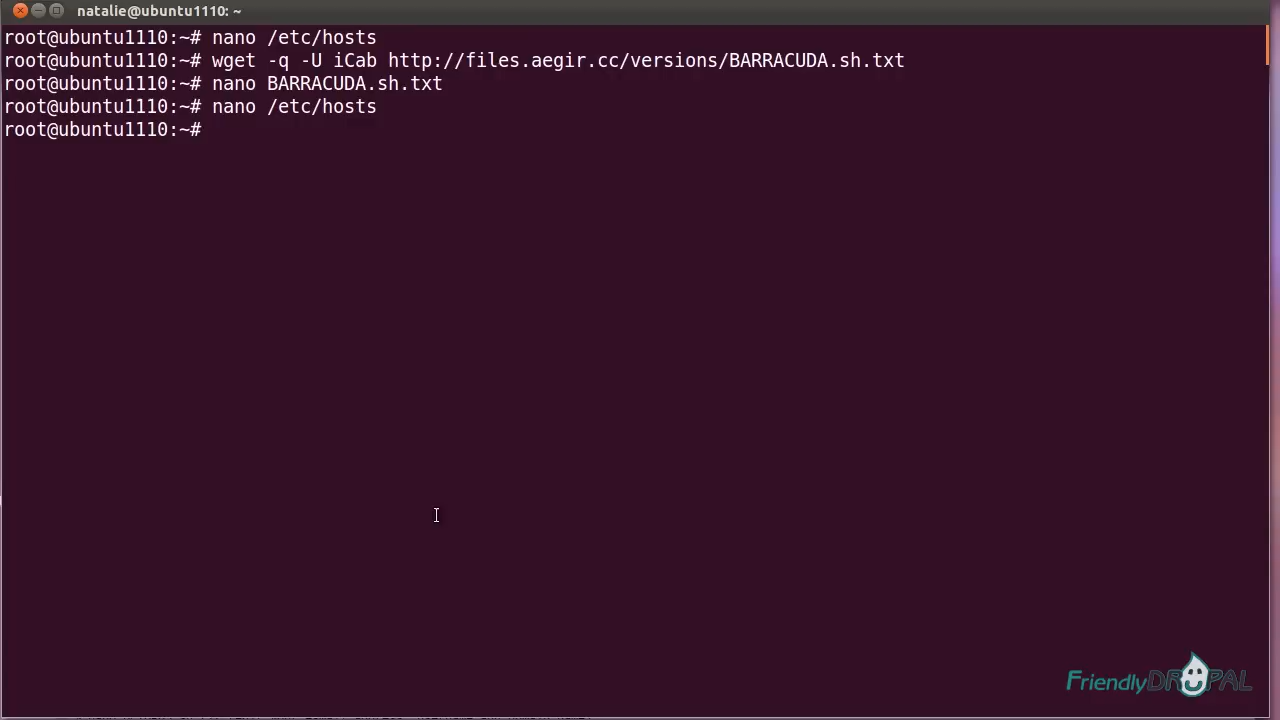 natalie@ubuntu1110: ~
root@ubuntu1110:~# nano /etc/hosts
root@ubuntu1110:~# wget -q -U iCab http://files.aegir.cc/versions/BARRACUDA.sh.txt
root@ubuntu1110:~# nano BARRACUDA.sh.txt
root@ubuntu1110:~# nano /etc/hosts
root@ubuntu1110:~#
FriendlyDRUPAL